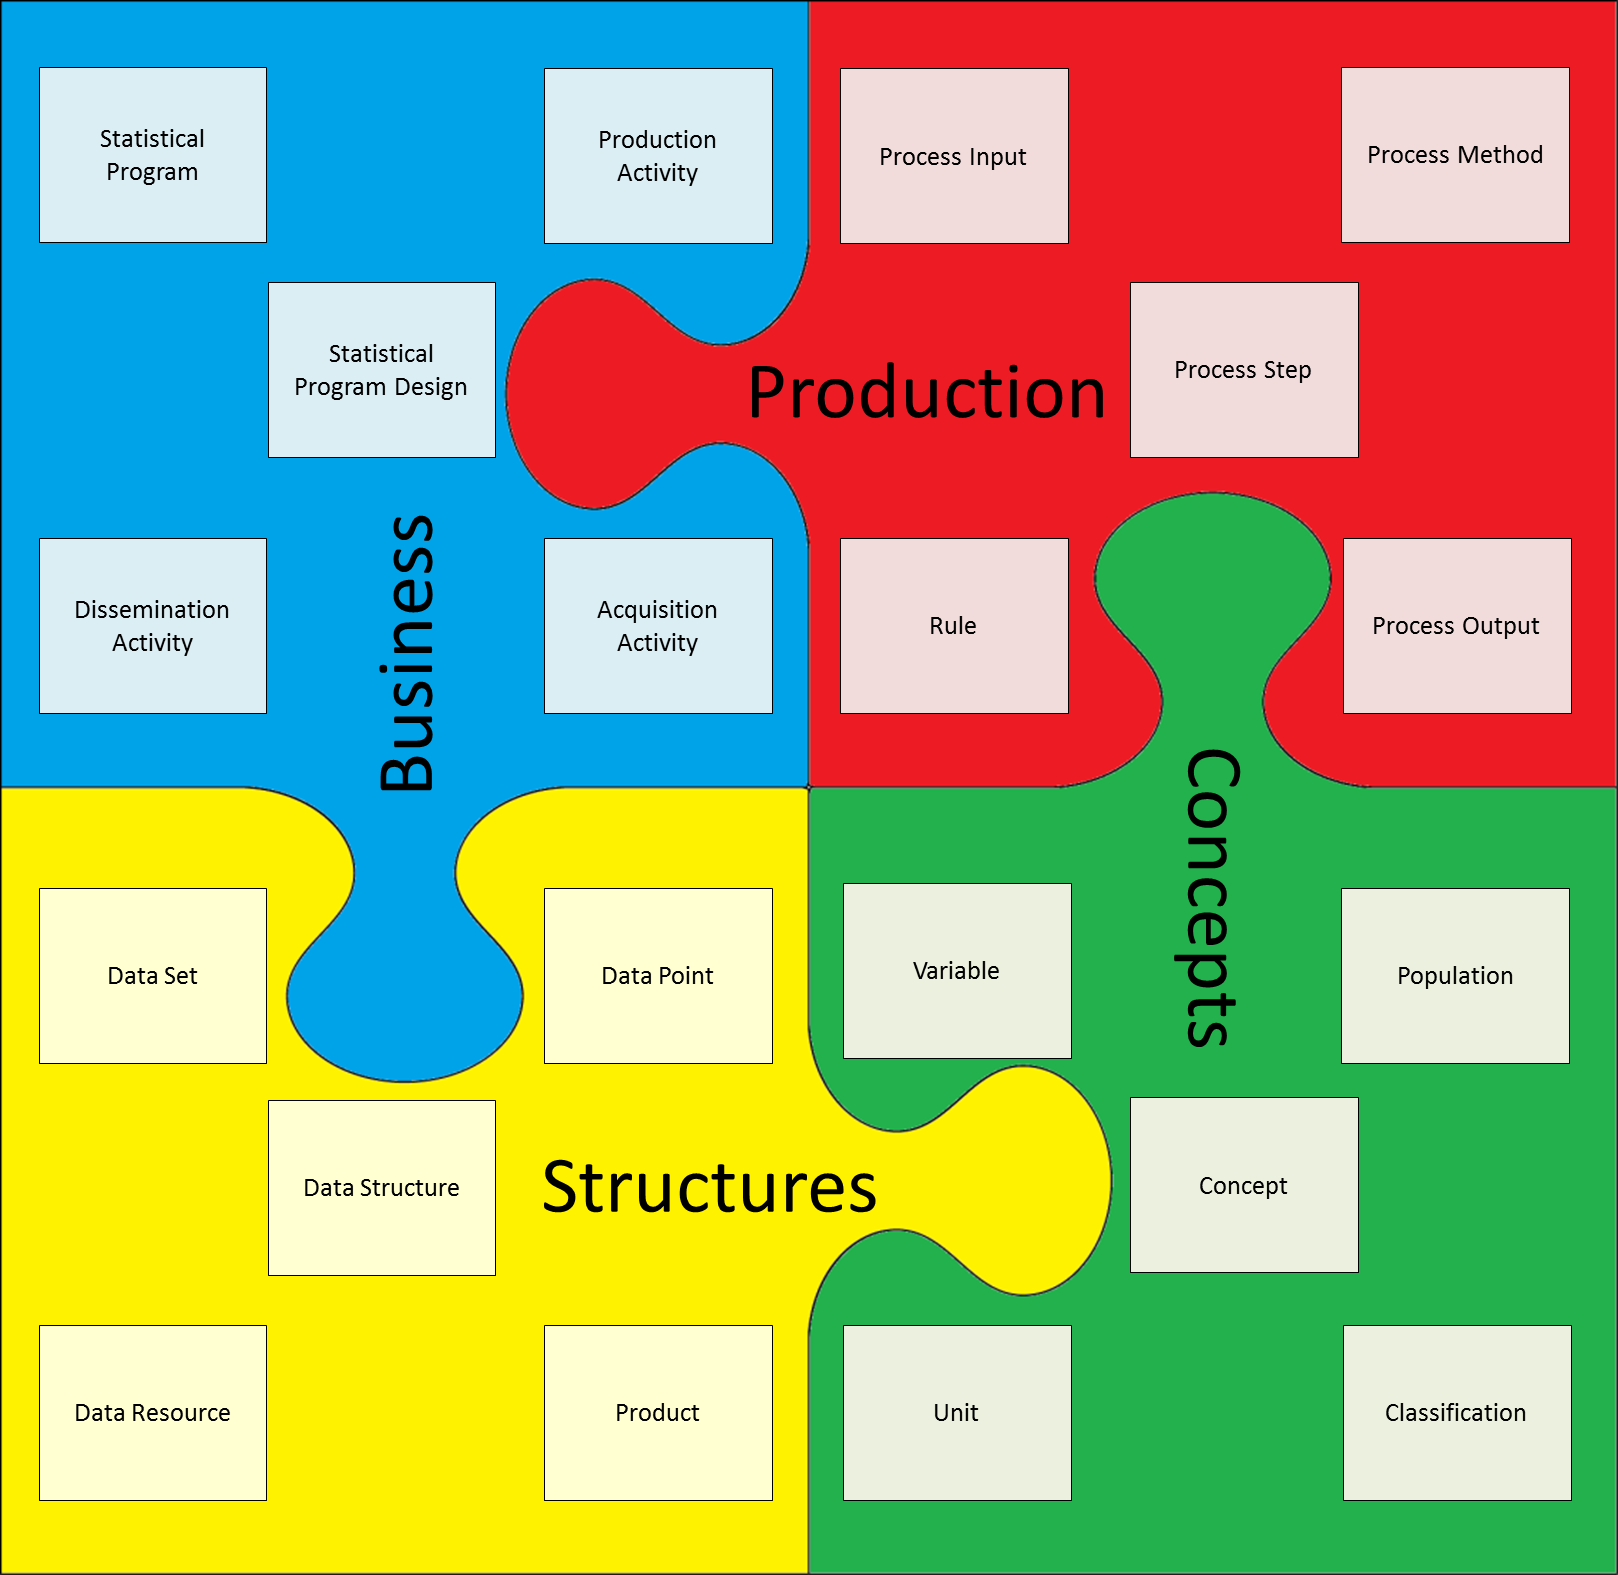 Statistical
Program
Production
Activity
Statistical
Program Design
Dissemination
Activity
Acquisition
Activity
Business
Process Input
Process Method
Process Step
Production
Rule
Process Output
Data Set
Data Point
Data Structure
Structures
Data Resource
Product
Concepts
Variable
Population
Concept
Unit
Classification